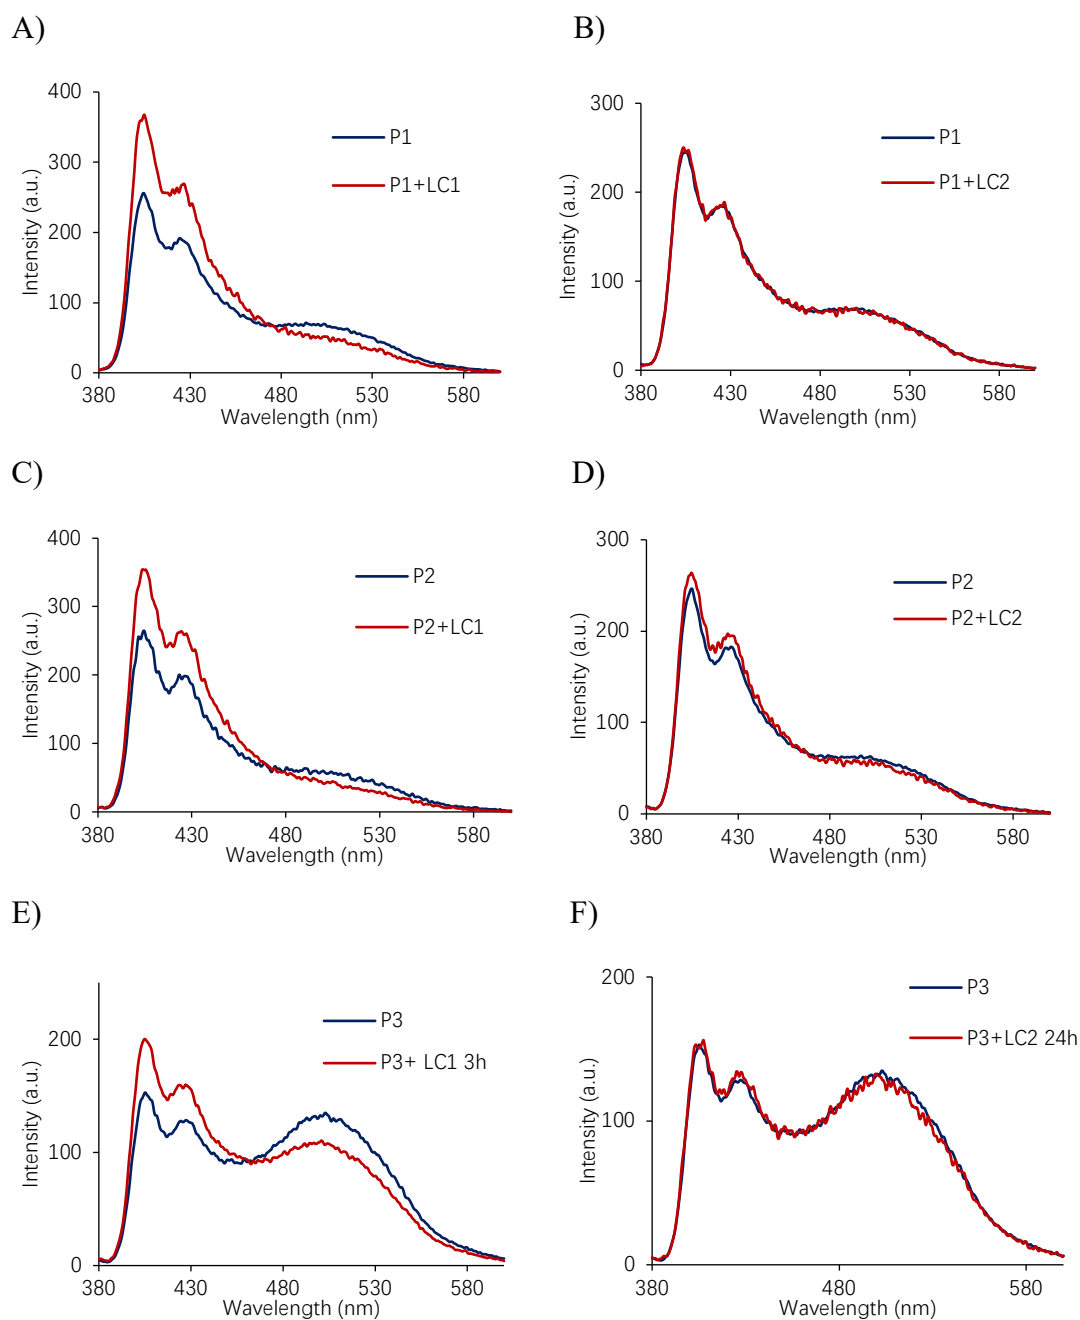 A)
400
300
200
100
0
Intensity (a.u.)
P1
P1+LC1
380 430 480 530 580
Wavelength (nm)
B)
300
200
100
0
Intensity (a.u.)
P1
P1+LC2
380 430 480 530 580
Wavelength (nm)
C)
400
300
200
100
0
Intensity (a.u.)
P2
P2+LC1
380 430 480 530 580
Wavelength (nm)
D)
300
200
100
0
Intensity (a.u.)
P2
P2+LC2
380 430 480 530 580
Wavelength (nm)
E)
200
100
0
Intensity (a.u.)
P3
P3+ LC1 3h
380 430 480 530 580
Wavelength (nm)
F)
200
100
0
Intensity (a.u.)
P3
P3+LC2 24h
380 480 580
Wavelength (nm)